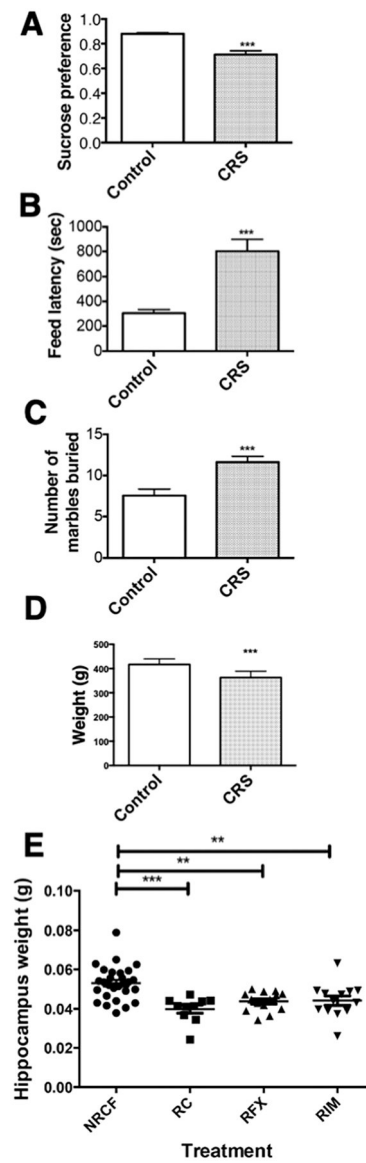 A
Sucrose preference
1.0
0.8
0.6
0.4
0.2
0.0
***
Control
CRS
B
Feed latency (sec)
1000
800
600
400
200
0
***
Control
CRS
C
Number of
marbles buried
15
10
5
0
***
Control
CRS
D
Weight (g)
500
400
300
200
100
0
***
Control
CRS
E
Hippocampus weight (g)
**
**
***
0.10
0.08
0.06
0.04
0.02
0.00
NRCF
RC
RFX
RIM
Treatment